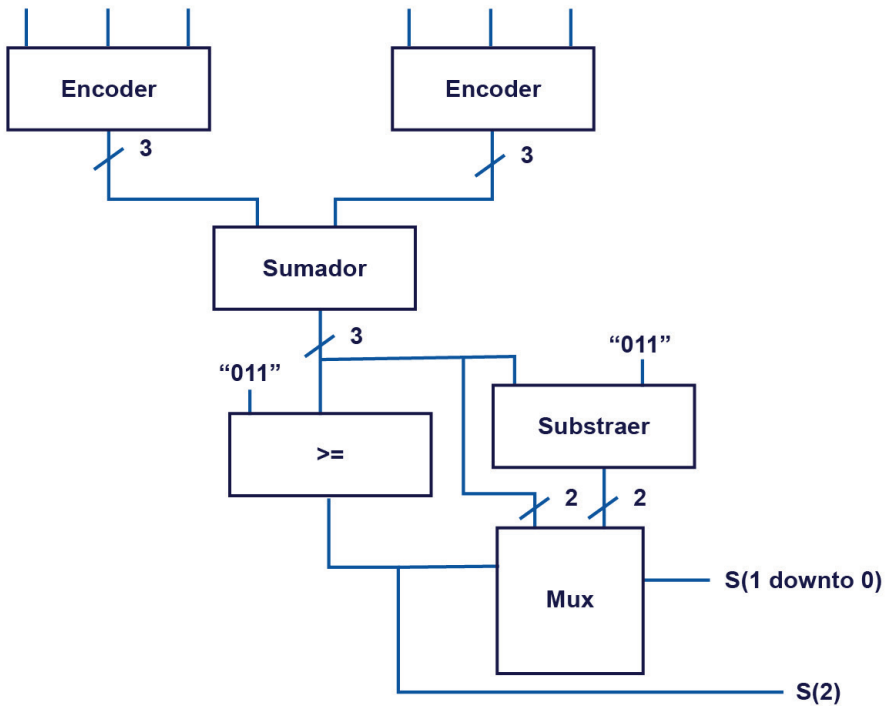 Encoder
Encoder
3
3
Sumador
3
“011”
“011”
Substraer
>=
2
2
Mux
S(1 downto 0)
S(2)